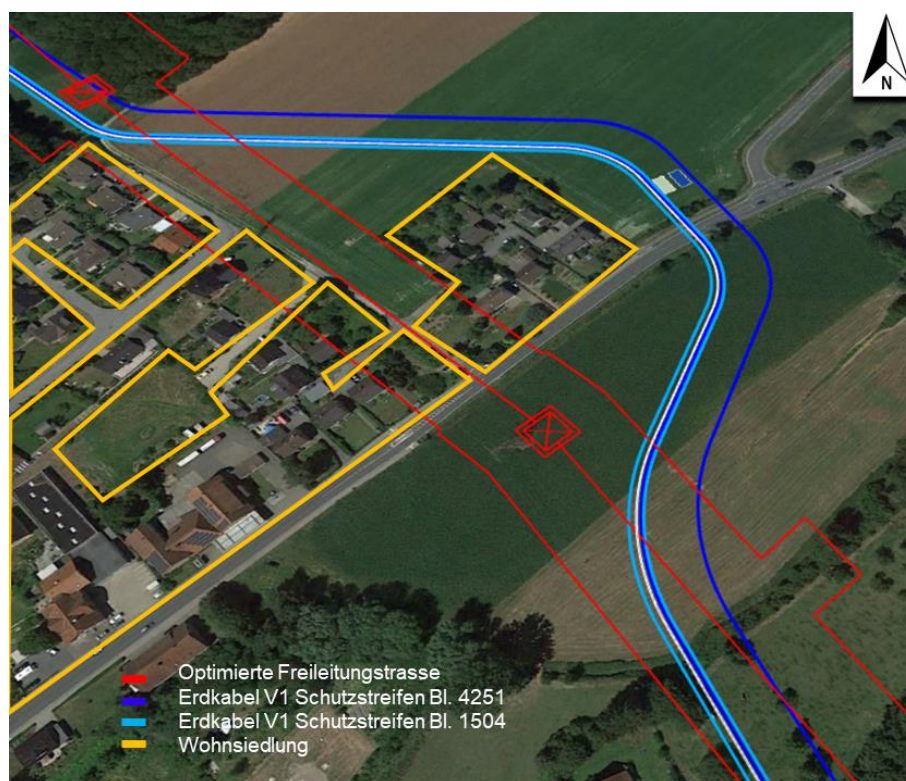 N
Optimierte Freileitungstrasse
Erdkabel V1 Schutzstreifen Bl. 4251
Erdkabel V1 Schutzstreifen Bl. 1504
Wohnsiedlung